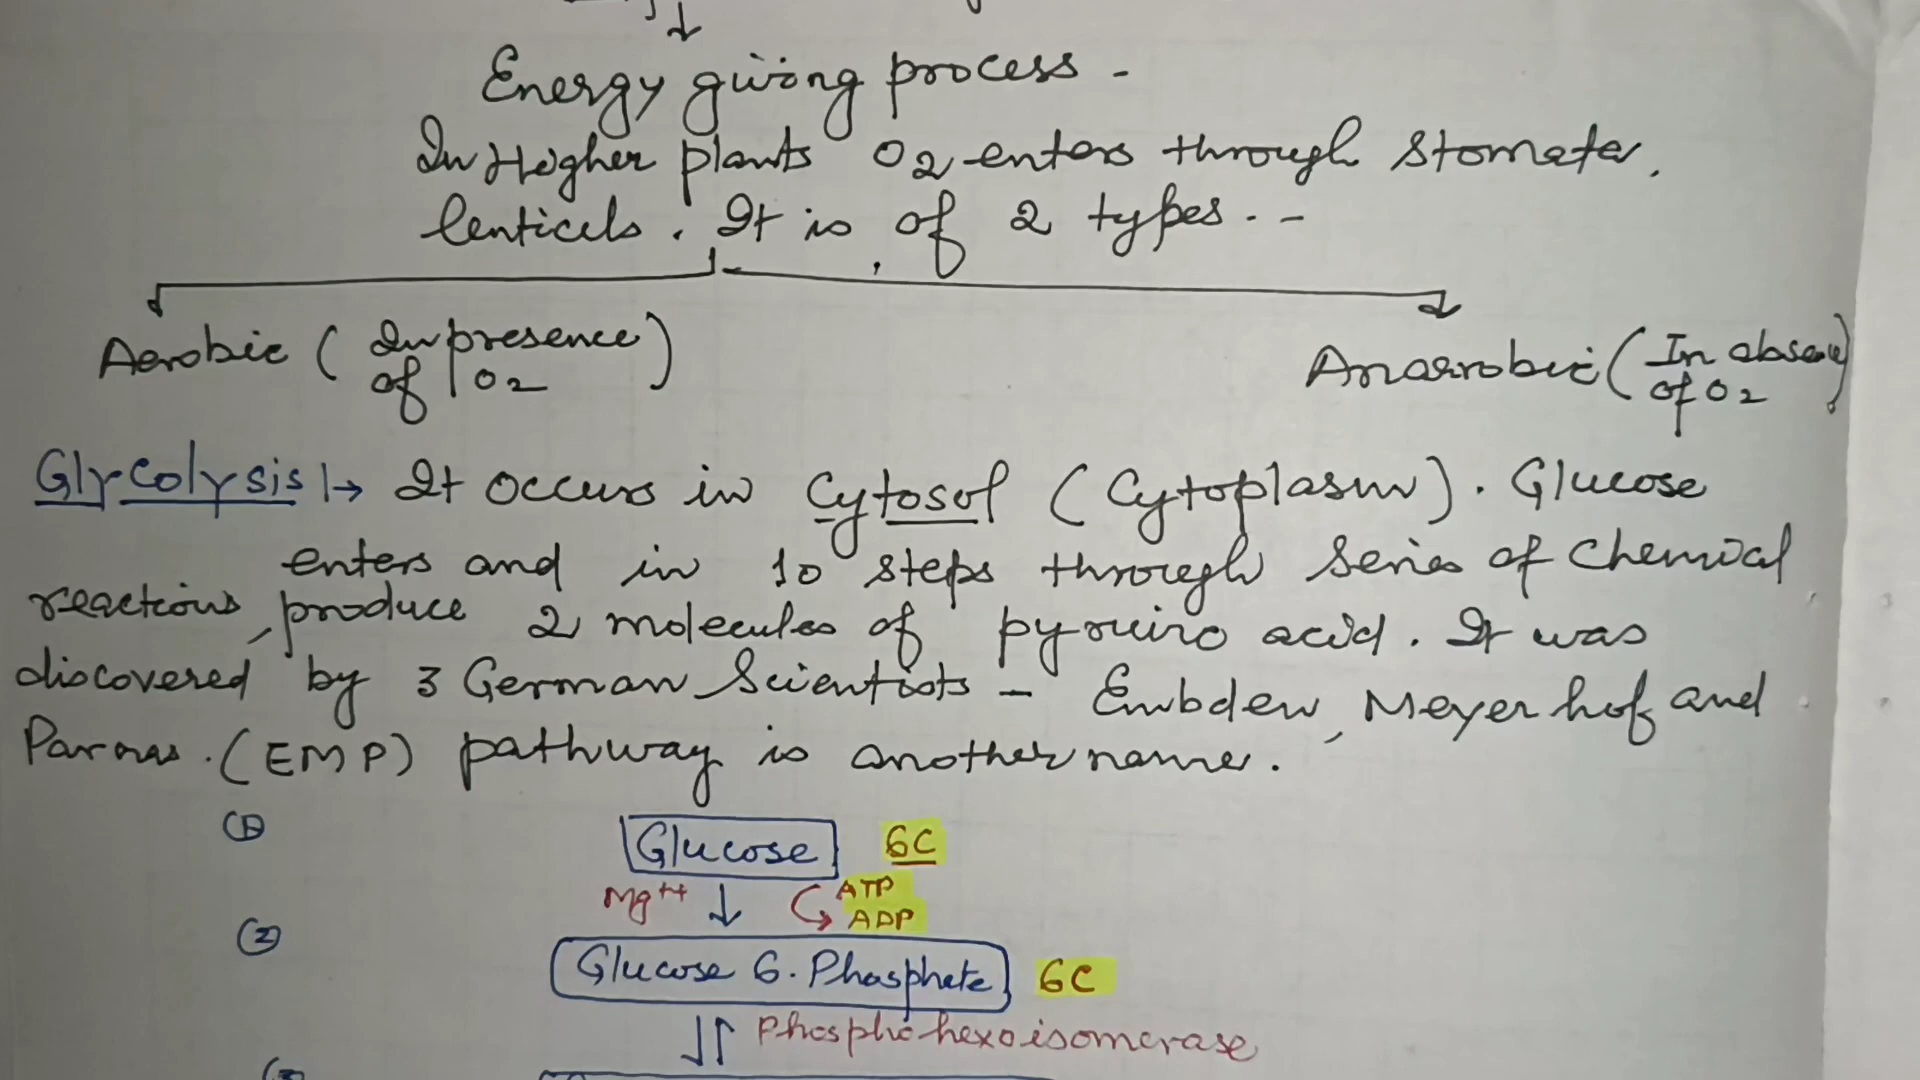 ↓
Energy giving process -
In Higher plants O2 enters through stomata,
lenticels. It is of 2 types. -
Aerobic (In presence of O2)
Anaerobic (In absence of O2)
Glycolysis |→ It occurs in Cytosol (Cytoplasm). Glucose
enters and in 10 steps through series of Chemical
reactions, produce 2 molecules of pyruvic acid. It was
discovered by 3 German Scientists - Embden, Meyerhof and
Parnas. (EMP) pathway is another name.
(1) Glucose 6C
Mg++ ↓ ATP
ADP
(2) Glucose 6-Phosphate 6C
↓↑ Phosphohexoisomerase
(3)